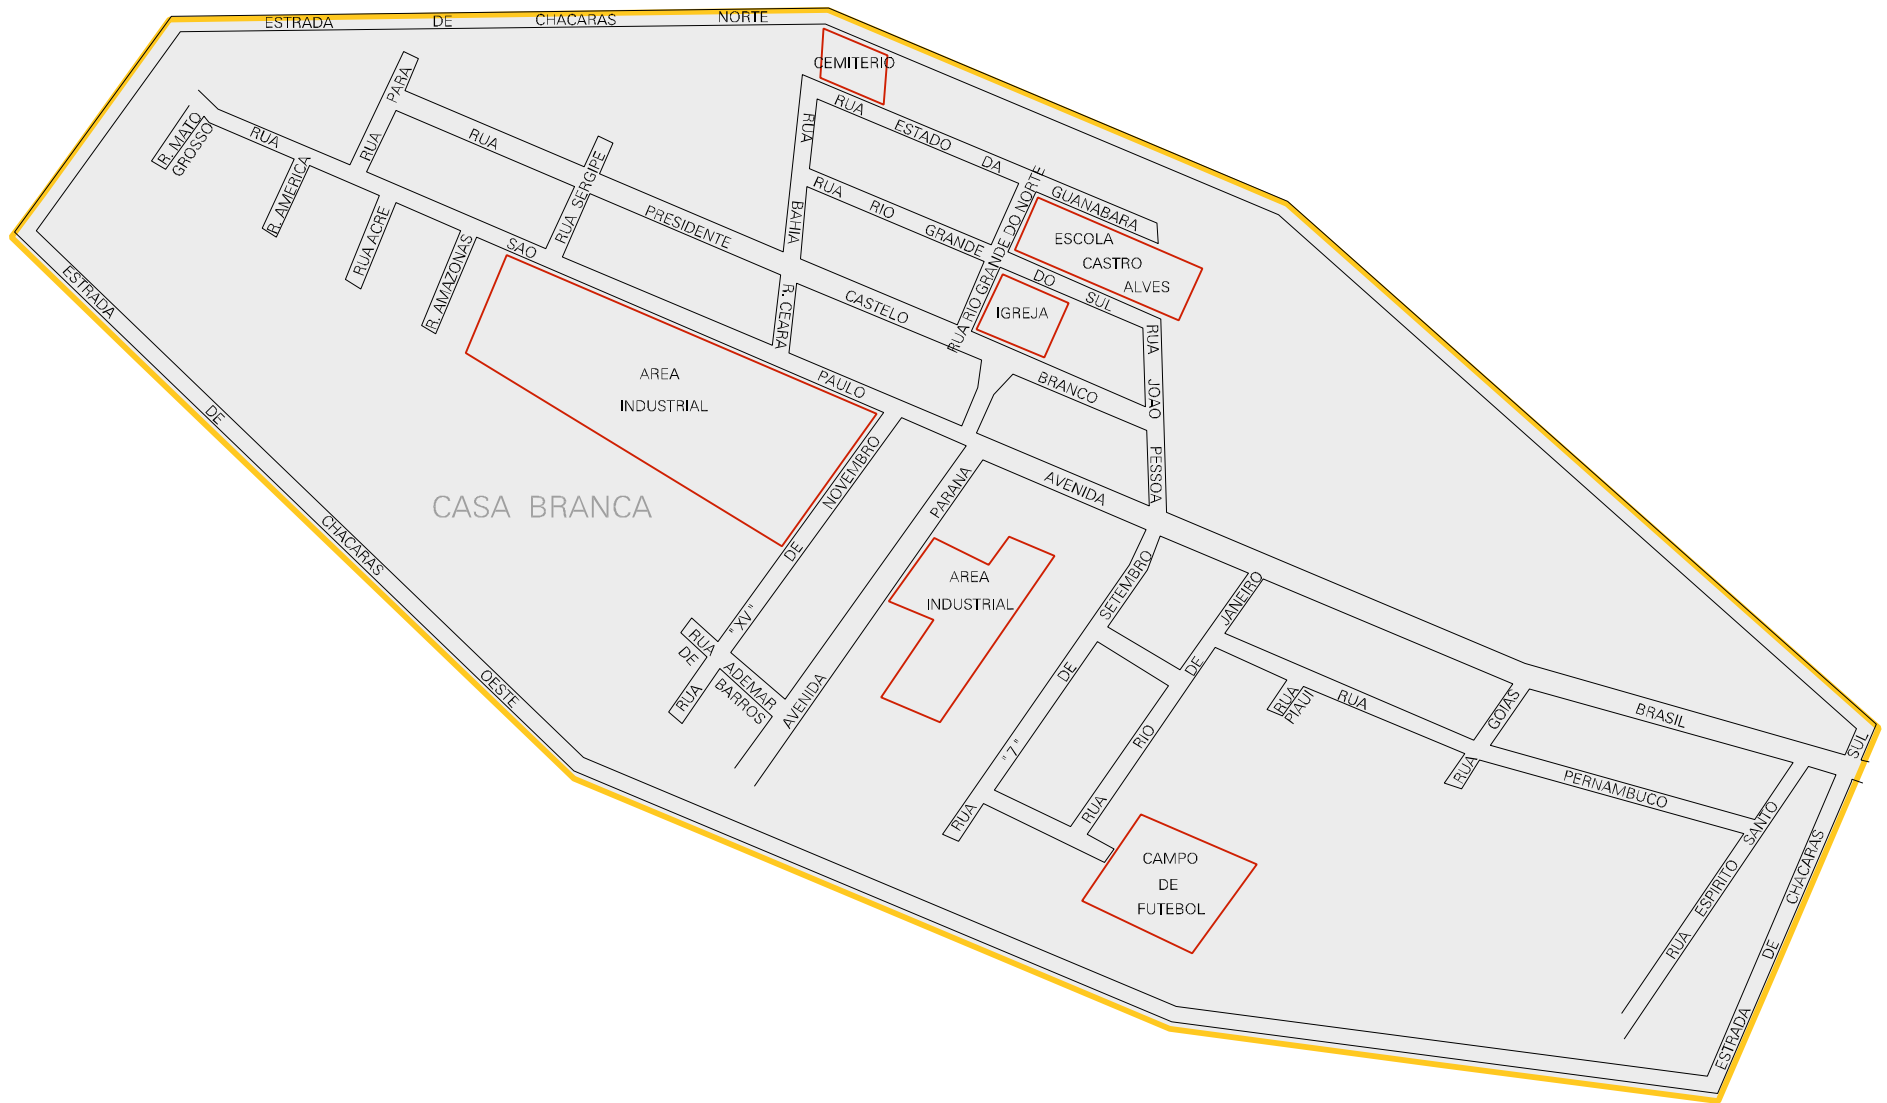 ESTRADA DE CHACARAS NORTE
CEMITERIO
RUA PARA
R. MATO
GROSSO
RUA SAO PAULO
R. AMERICA
RUA ACRE
R. AMAZONAS
RUA PRESIDENTE CASTELO BRANCO
RUA SERGIPE
RUA BAHIA
RUA ESTADO DA GUANABARA
RUA RIO GRANDE DO SUL
RUA RIO GRANDE DO NORTE
ESCOLA
CASTRO
ALVES
IGREJA
R. CEARA
RUA JOAO PESSOA
AREA
INDUSTRIAL
CASA BRANCA
RUA "XV" DE NOVEMBRO
AVENIDA PARANA
AVENIDA BRASIL
AREA
INDUSTRIAL
RUA ADEMAR
DE BARROS
RUA "7" DE SETEMBRO
RUA RIO DE JANEIRO
RUA
PIAUI
RUA PERNAMBUCO
RUA GOIAS
RUA ESPIRITO SANTO
CAMPO
DE
FUTEBOL
ESTRADA DE CHACARAS OESTE
ESTRADA DE CHACARAS SUL